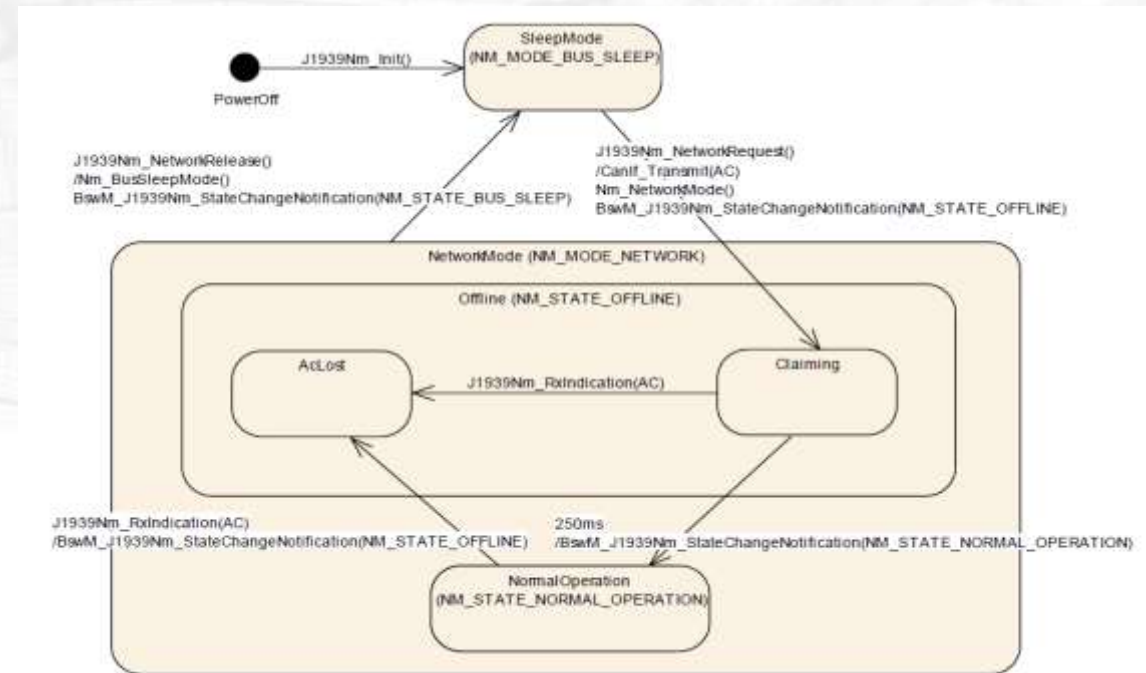 SleepMode
(NM_MODE_BUS_SLEEP)
J1939Nm_Init()
PowerOff
J1939Nm_NetworkRelease()
/Nm_BusSleepMode()
BswM_J1939Nm_StateChangeNotification(NM_STATE_BUS_SLEEP)
J1939Nm_NetworkRequest()
/CanIf_Transmit(AC)
Nm_NetworkMode()
BswM_J1939Nm_StateChangeNotification(NM_STATE_OFFLINE)
NetworkMode (NM_MODE_NETWORK)
Offline (NM_STATE_OFFLINE)
AcLost
J1939Nm_RxIndication(AC)
Claiming
J1939Nm_RxIndication(AC)
/BswM_J1939Nm_StateChangeNotification(NM_STATE_OFFLINE)
250ms
/BswM_J1939Nm_StateChangeNotification(NM_STATE_NORMAL_OPERATION)
NormalOperation
(NM_STATE_NORMAL_OPERATION)